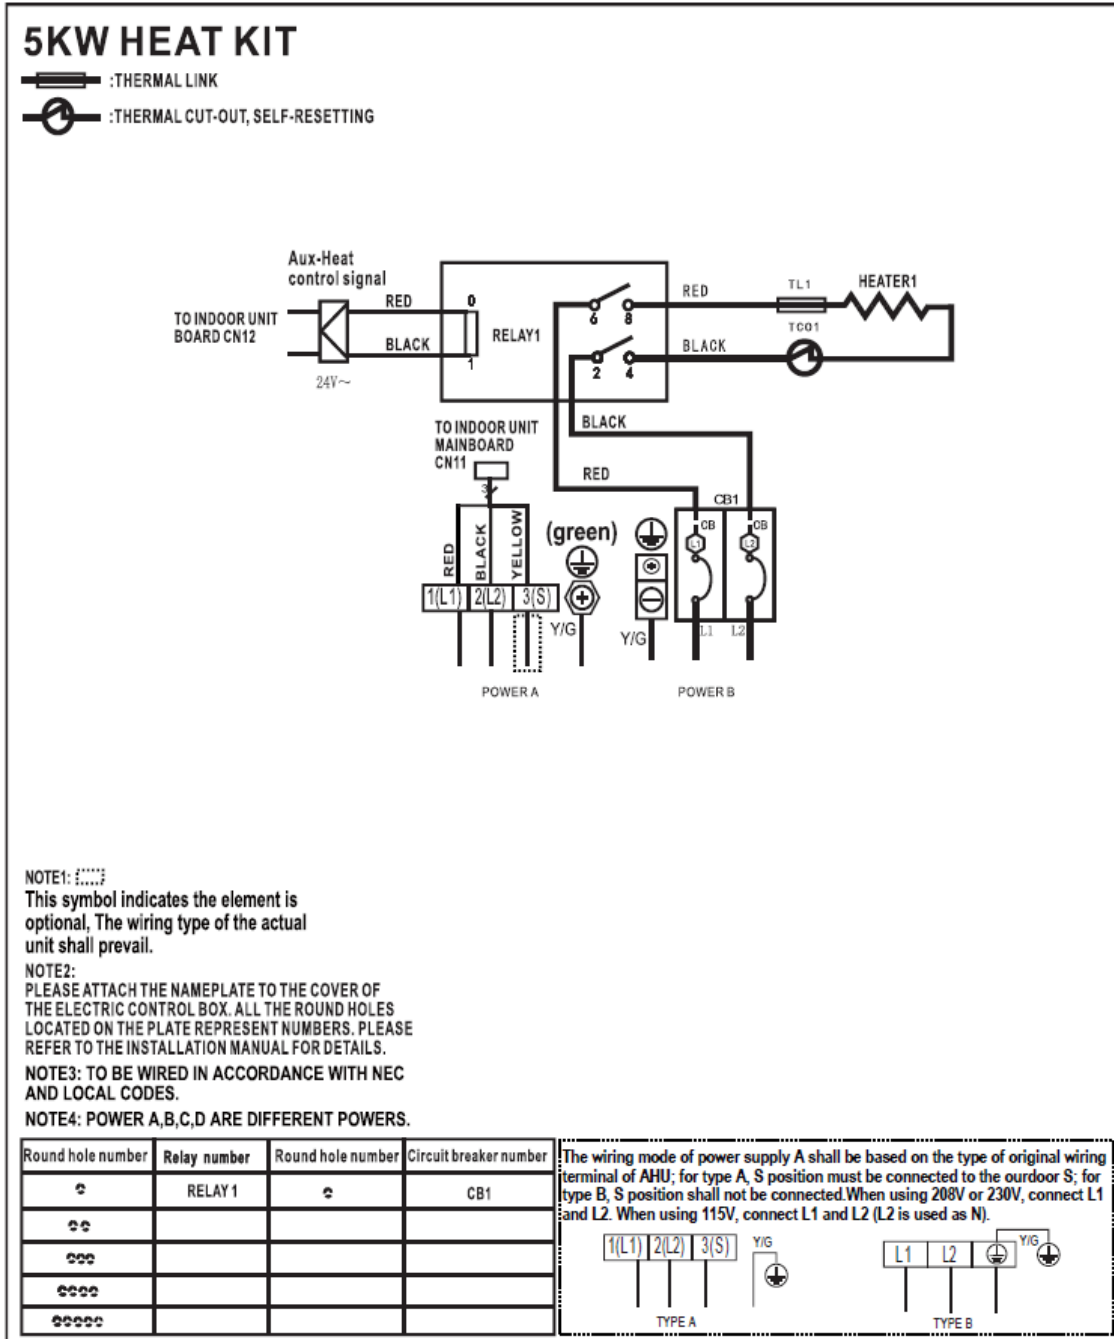 5KW HEAT KIT
:THERMAL LINK
:THERMAL CUT-OUT, SELF-RESETTING
Aux-Heat
control signal
TO INDOOR UNIT
BOARD CN12
RED
BLACK
24V～
0
1
RELAY1
6 8
2 4
RED
BLACK
TL1
HEATER1
TCO1
BLACK
RED
TO INDOOR UNIT
MAINBOARD
CN11
3
RED
BLACK
YELLOW
(green)
1(L1) 2(L2) 3(S)
Y/G
Y/G
CB1
CB CB
L1 L2
L1 L2
POWER A
POWER B
NOTE1:
This symbol indicates the element is
optional, The wiring type of the actual
unit shall prevail.
NOTE2:
PLEASE ATTACH THE NAMEPLATE TO THE COVER OF
THE ELECTRIC CONTROL BOX. ALL THE ROUND HOLES
LOCATED ON THE PLATE REPRESENT NUMBERS. PLEASE
REFER TO THE INSTALLATION MANUAL FOR DETAILS.
NOTE3: TO BE WIRED IN ACCORDANCE WITH NEC
AND LOCAL CODES.
NOTE4: POWER A,B,C,D ARE DIFFERENT POWERS.
Round hole number Relay number Round hole number Circuit breaker number
RELAY 1 CB1
The wiring mode of power supply A shall be based on the type of original wiring
terminal of AHU; for type A, S position must be connected to the ourdoor S; for
type B, S position shall not be connected.When using 208V or 230V, connect L1
and L2. When using 115V, connect L1 and L2 (L2 is used as N).
1(L1) 2(L2) 3(S) Y/G
TYPE A
L1 L2 Y/G
TYPE B